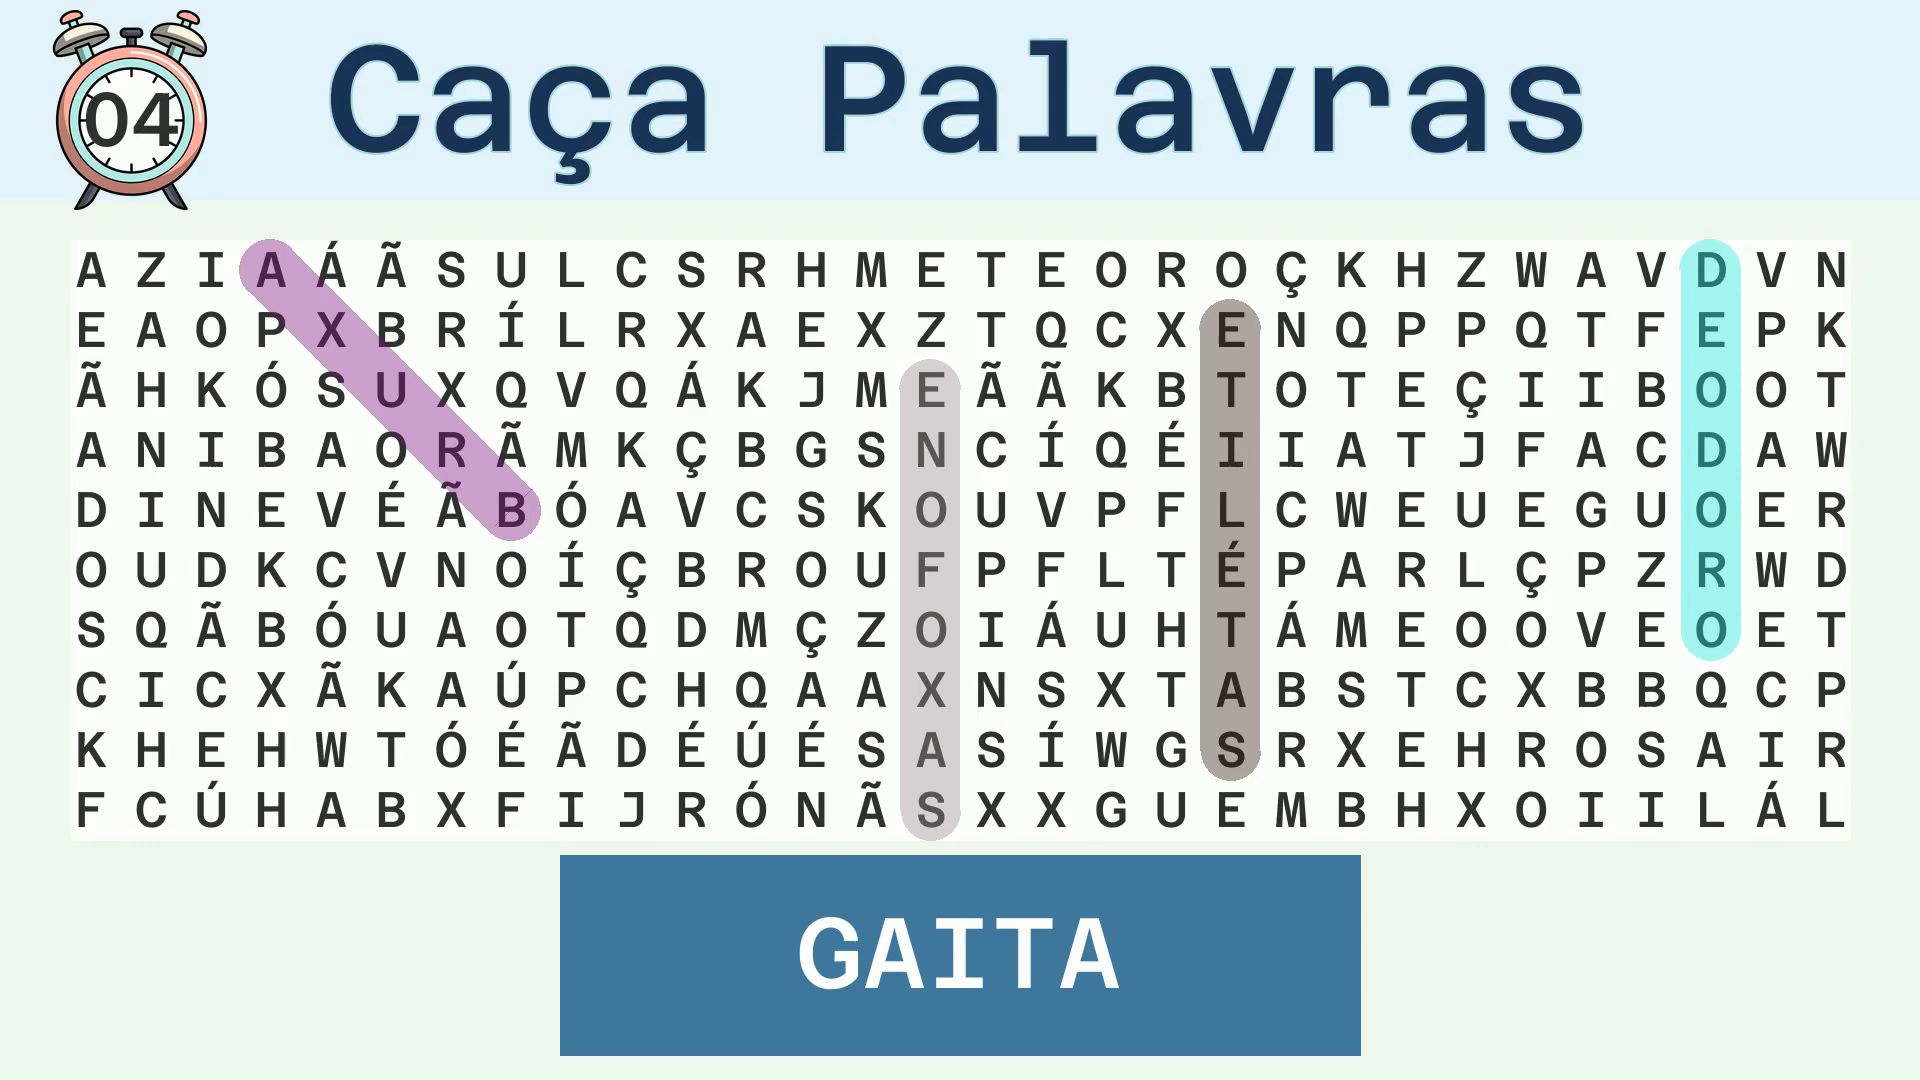 04
Caça Palavras
A Z I A Á Ã S U L C S R H M E T E O R O Ç K H Z W A V D V N
E A O P X B R Í L R X A E X Z T Q C X E N Q P P Q T F E P K
Ã H K Ó S U X Q V Q Á K J M E Ã Ã K B T O T E Ç I I B O O T
A N I B A O R Ã M K Ç B G S N C Í Q É I I A T J F A C D A W
D I N E V É Ã B Ó A V C S K O U V P F L C W E U E G U O E R
O U D K C V N O Í Ç B R O U F P F L T É P A R L Ç P Z R W D
S Q Ã B Ó U A O T Q D M Ç Z O I Á U H T Á M E O O V E O E T
C I C X Ã K A Ú P C H Q A A X N S X T A B S T C X B B Q C P
K H E H W T Ó É Ã D É Ú É S A S Í W G S R X E H R O S A I R
F C Ú H A B X F I J R Ó N Ã S X X G U E M B H X O I I L Á L
GAITA